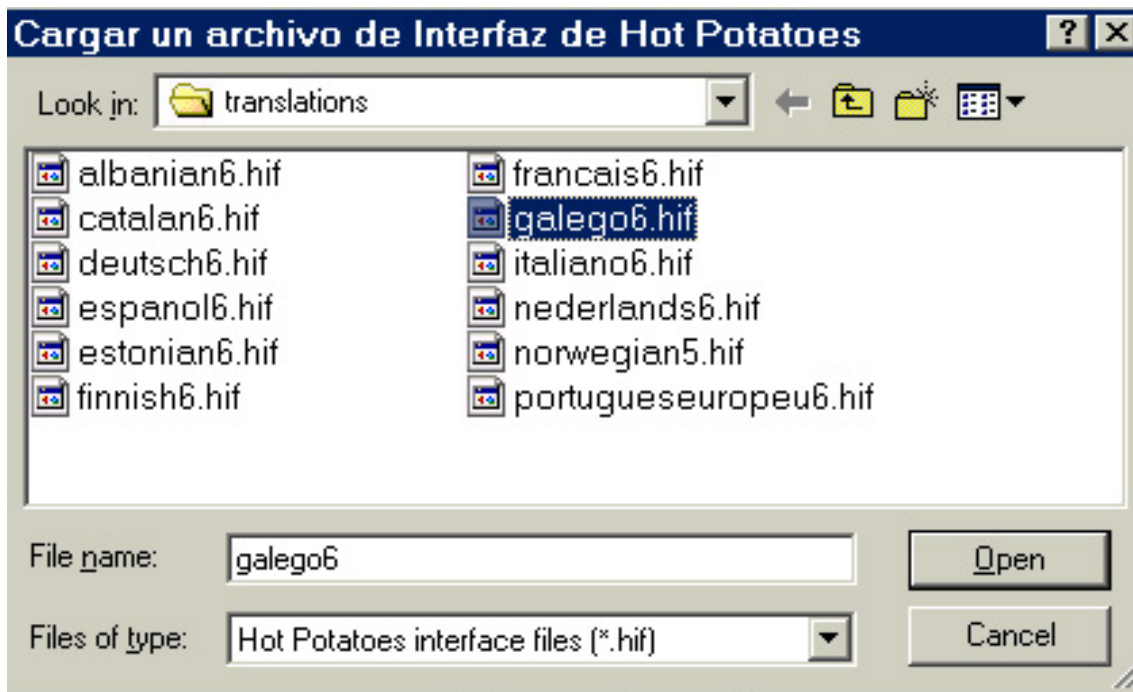 Cargar un archivo de Interfaz de Hot Potatoes
Look in: translations
albanian6.hif
catalan6.hif
deutsch6.hif
espanol6.hif
estonian6.hif
finnish6.hif
francais6.hif
galego6.hif
italiano6.hif
nederlands6.hif
norwegian5.hif
portugueseuropeu6.hif
File name: galego6
Open
Files of type: Hot Potatoes interface files (*.hif)
Cancel